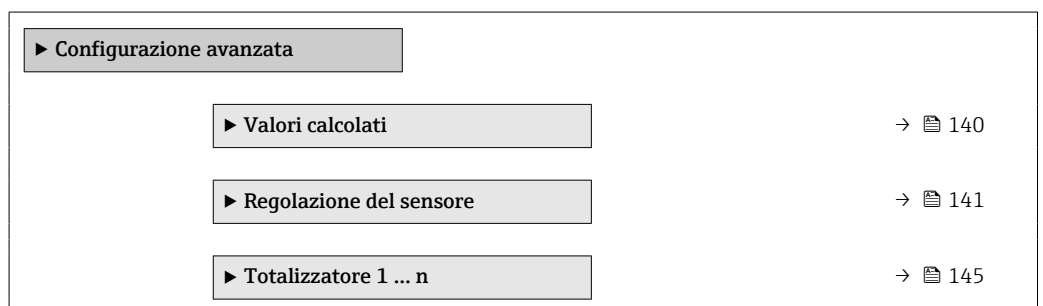 ▶ Configurazione avanzata
▶ Valori calcolati → 140
▶ Regolazione del sensore → 141
▶ Totalizzatore 1 … n → 145